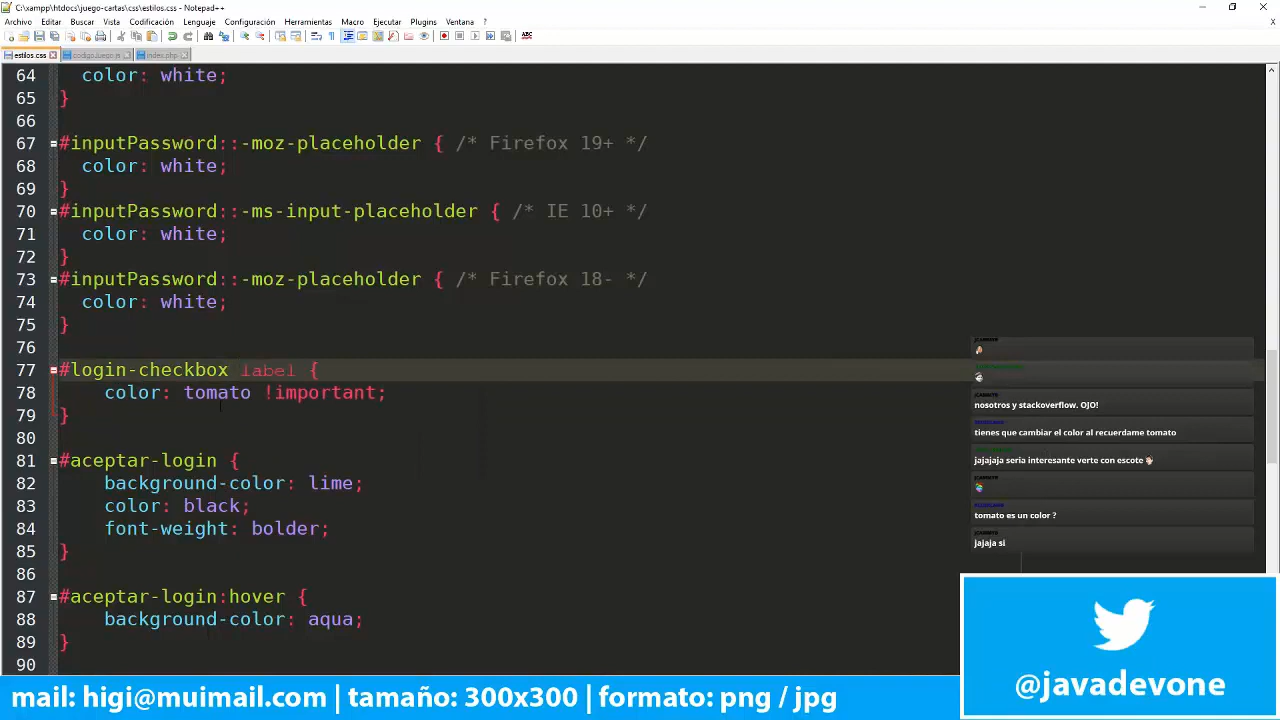 C:\xampp\htdocs\juego-cartas\css\estilos.css - Notepad++
Archivo Editar Buscar Vista Codificación Lenguaje Configuración Herramientas Macro Ejecutar Plugins Ventana ?
estilos.css index.php
64 color: white;
65 }
66
67 #inputPassword::-moz-placeholder { /* Firefox 19+ */
68 color: white;
69 }
70 #inputPassword::-ms-input-placeholder { /* IE 10+ */
71 color: white;
72 }
73 #inputPassword::-moz-placeholder { /* Firefox 18- */
74 color: white;
75 }
76
77 #login-checkbox label {
78 color: tomato !important;
79 }
80
81 #aceptar-login {
82 background-color: lime;
83 color: black;
84 font-weight: bolder;
85 }
86
87 #aceptar-login:hover {
88 background-color: aqua;
89 }
90
nosotros y stackoverflow. OJO!
tienes que cambiar el color al recuerdame tomato
jajajaja seria interesante verte con escote
tomato es un color ?
jajaja si
@javadevone
mail: higi@muimail.com | tamaño: 300x300 | formato: png / jpg